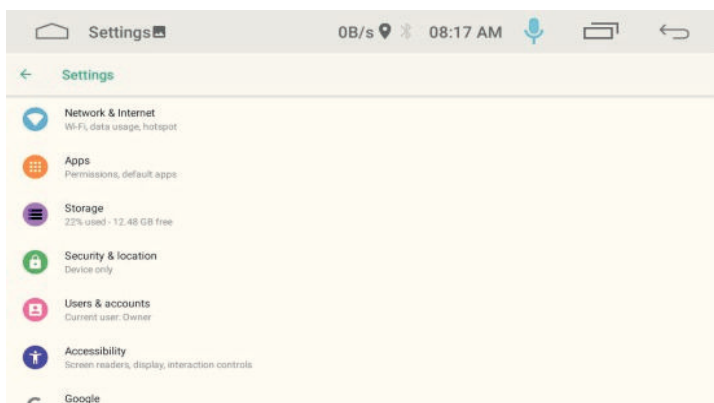 Settings 0B/s 08:17 AM
Settings
Network & Internet
Wi-Fi, data usage, hotspot
Apps
Permissions, default apps
Storage
22% used - 12.48 GB free
Security & location
Device only
Users & accounts
Current user: Owner
Accessibility
Screen readers, display, interaction controls
Google